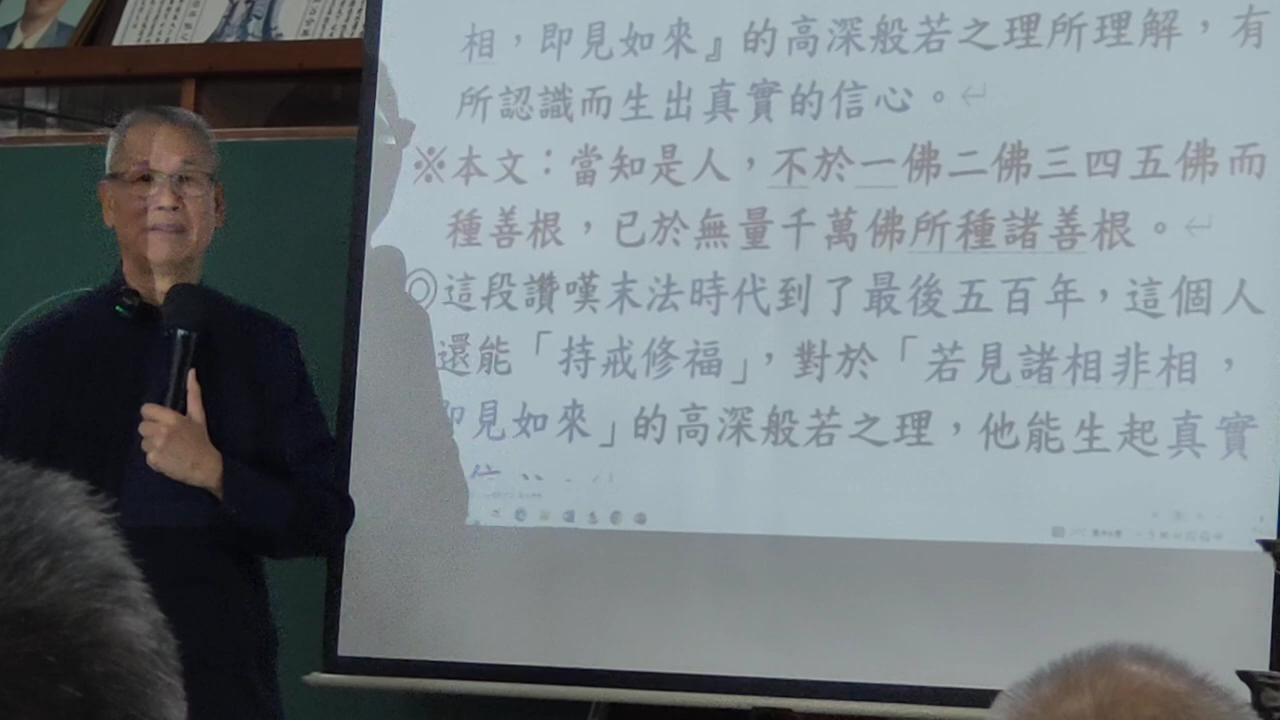 相，即見如來』的高深般若之理所理解，有
所認識而生出真實的信心。
※本文：當知是人，不於一佛二佛三四五佛而
種善根，已於無量千萬佛所種諸善根。
◎這段讚嘆末法時代到了最後五百年，這個人
還能「持戒修福」，對於「若見諸相非相，
即見如來」的高深般若之理，他能生起真實